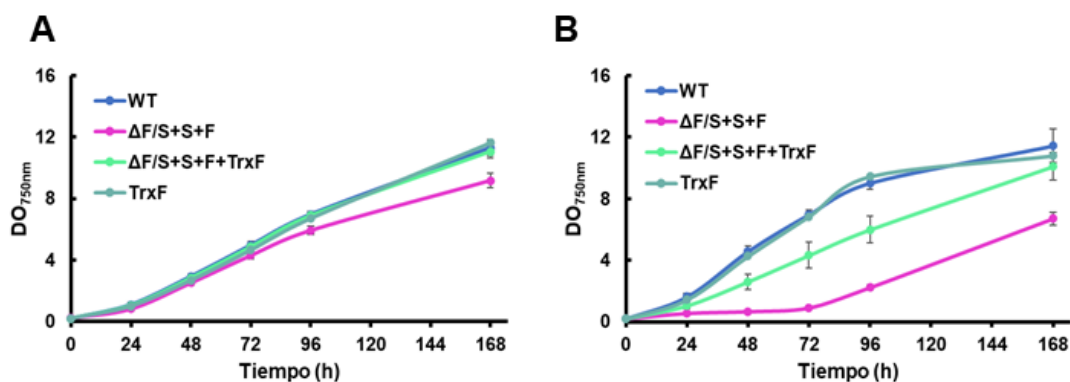 A
16
12
8
4
0
DO750nm
WT
ΔF/S+S+F
ΔF/S+S+F+TrxF
TrxF
0 24 48 72 96 120 144 168
Tiempo (h)
B
16
12
8
4
0
DO750nm
WT
ΔF/S+S+F
ΔF/S+S+F+TrxF
TrxF
0 24 48 72 96 120 144 168
Tiempo (h)